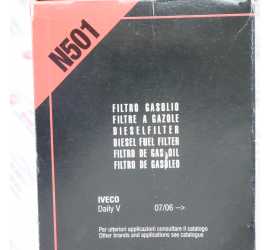 N501
FILTRO GASOLIO
FILTRE A GAZOLE
DIESELFILTER
DIESEL FUEL FILTER
FILTRO DE GAS OIL
FILTRO DE GASOLEO
IVECO
Daily V 07/06 -->
Per ulteriori applicazioni consultare il catalogo
Other brands and applications see catalogue